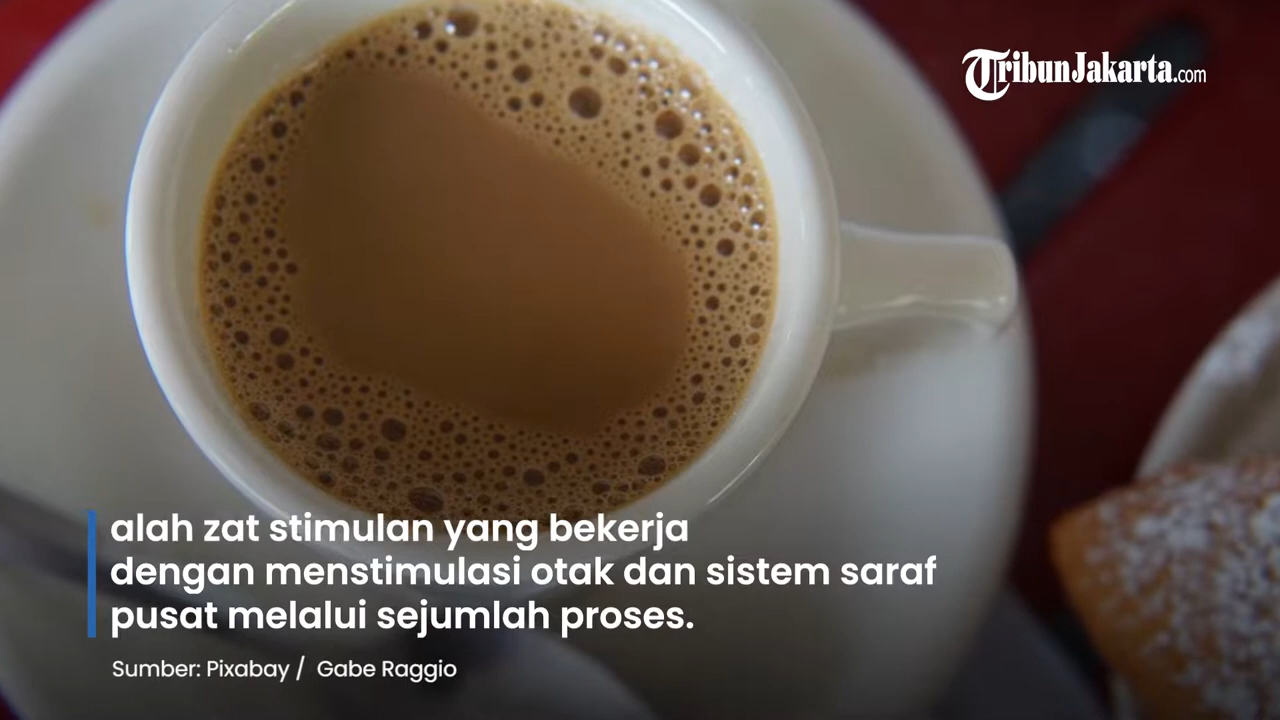 TribunJakarta.com
alah zat stimulan yang bekerja
dengan menstimulasi otak dan sistem saraf
pusat melalui sejumlah proses.
Sumber: Pixabay / Gabe Raggio